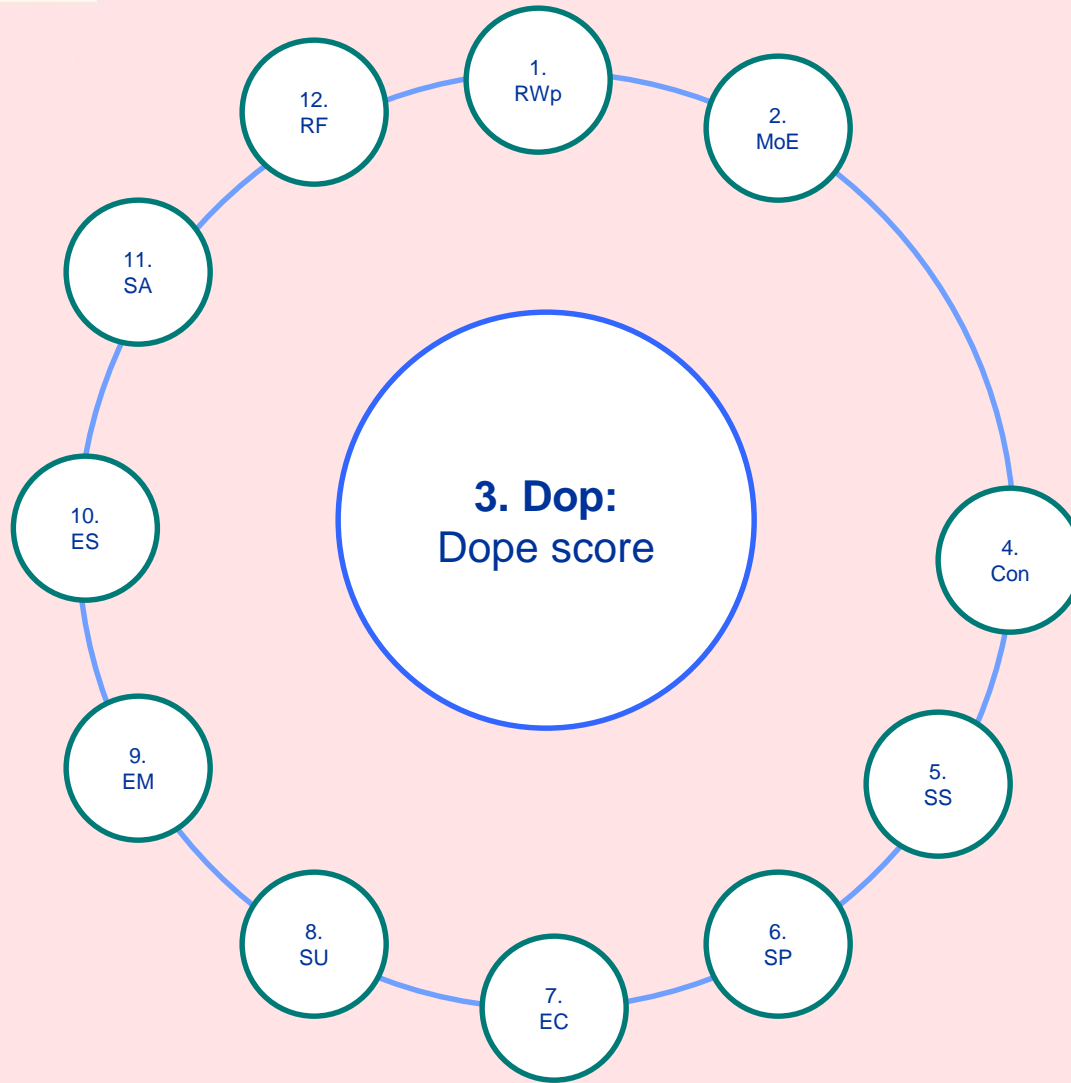 1.
RWp
2.
MoE
3. Dop:
Dope score
4.
Con
5.
SS
6.
SP
7.
EC
8.
SU
9.
EM
10.
ES
11.
SA
12.
RF